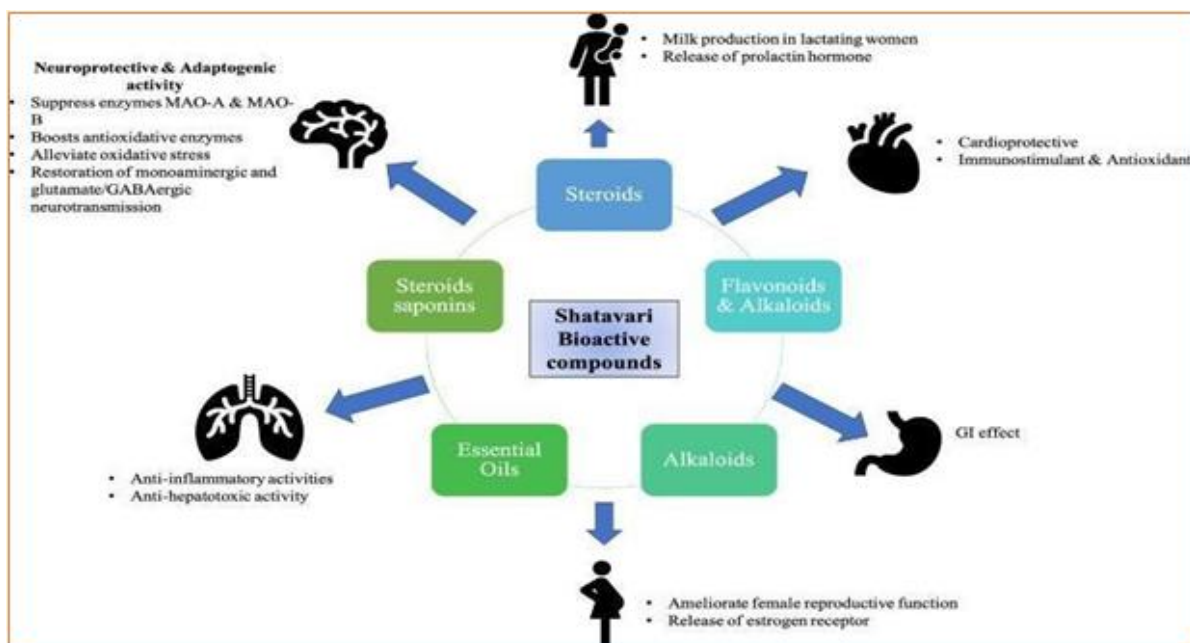 • Milk production in lactating women
• Release of prolactin hormone
Neuroprotective & Adaptogenic
activity
• Suppress enzymes MAO-A & MAO-
B
• Boosts antioxidative enzymes
• Alleviate oxidative stress
• Restoration of monoaminergic and
glutamate/GABAergic
neurotransmission
• Cardioprotective
• Immunostimulant & Antioxidant
Steroids
Steroids
saponins
Flavonoids
& Alkaloids
Shatavari
Bioactive
compounds
Essential
Oils
Alkaloids
GI effect
• Anti-inflammatory activities
• Anti-hepatotoxic activity
• Ameliorate female reproductive function
• Release of estrogen receptor